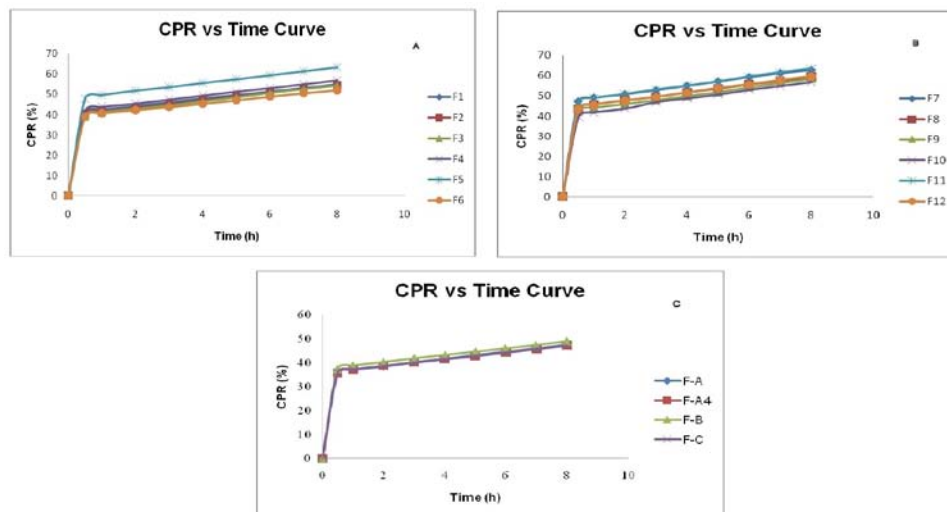 CPR vs Time Curve
A
CPR (%)
70
60
50
40
30
20
10
0
0 2 4 6 8 10
Time (h)
F1
F2
F3
F4
F5
F6
CPR vs Time Curve
B
CPR (%)
70
60
50
40
30
20
10
0
0 2 4 6 8 10
Time (h)
F7
F8
F9
F10
F11
F12
CPR vs Time Curve
C
CPR (%)
60
50
40
30
20
10
0
0 2 4 6 8 10
Time (h)
F-A
F-A4
F-B
F-C